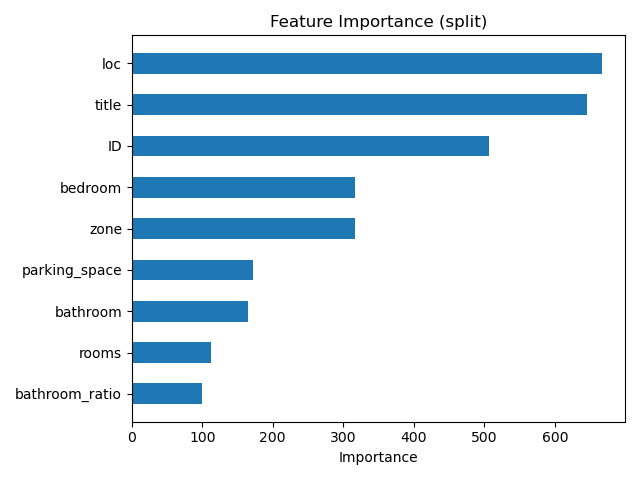 Feature Importance (split)
loc
title
ID
bedroom
zone
parking_space
bathroom
rooms
bathroom_ratio
0 100 200 300 400 500 600
Importance